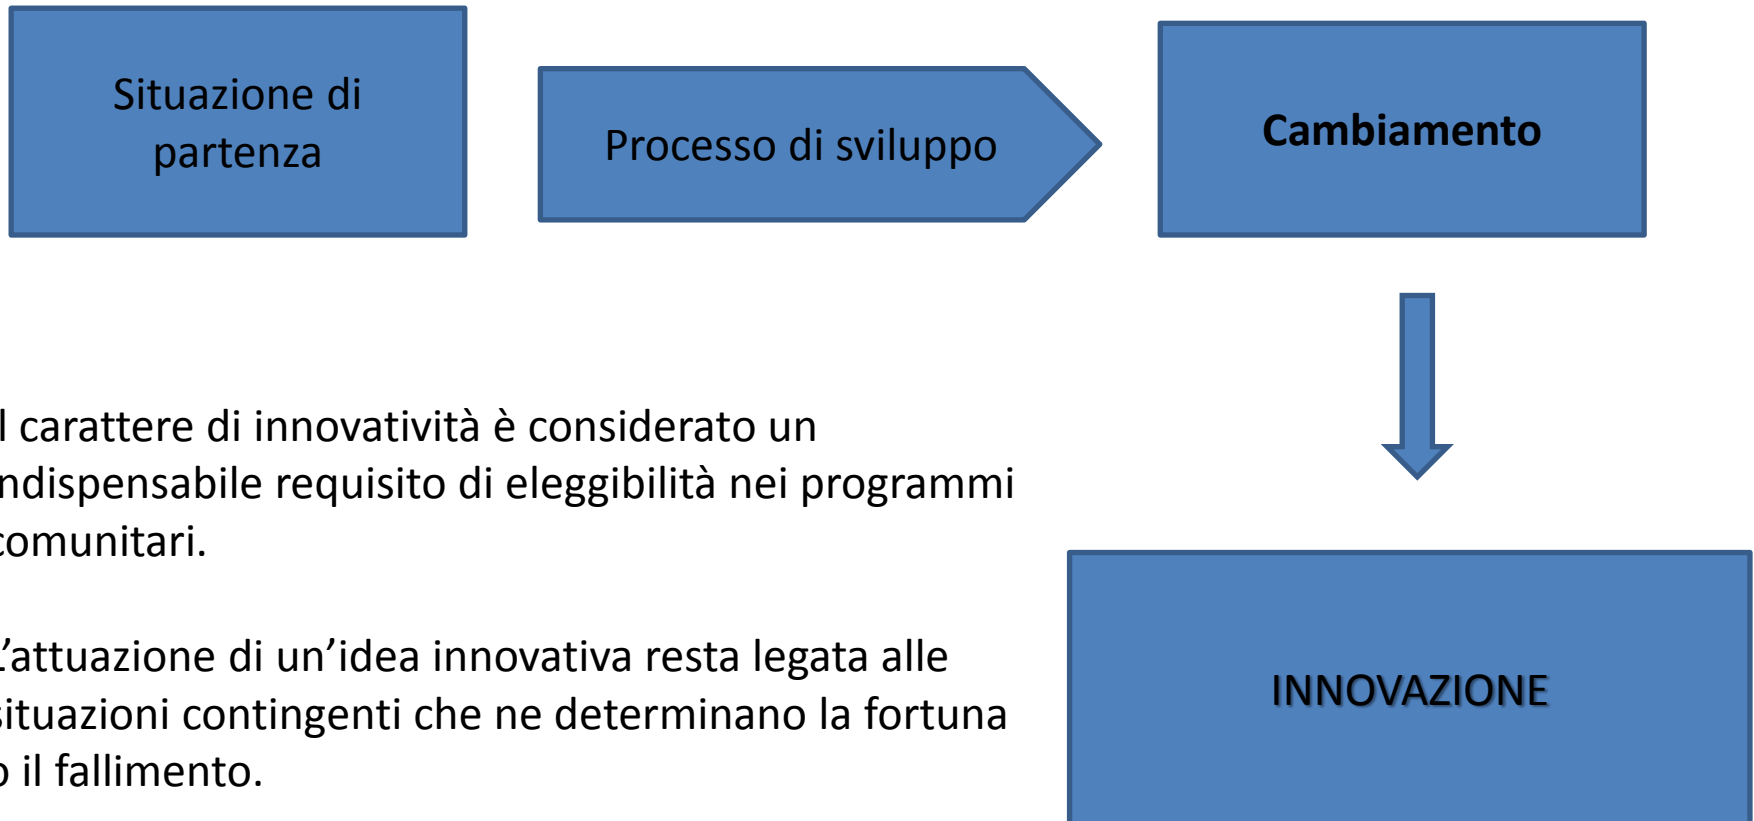 Situazione di
partenza
Processo di sviluppo
Cambiamento
l carattere di innovatività è considerato un
ndispensabile requisito di eleggibilità nei programmi
comunitari.
L’attuazione di un’idea innovativa resta legata alle
situazioni contingenti che ne determinano la fortuna
o il fallimento.
INNOVAZIONE